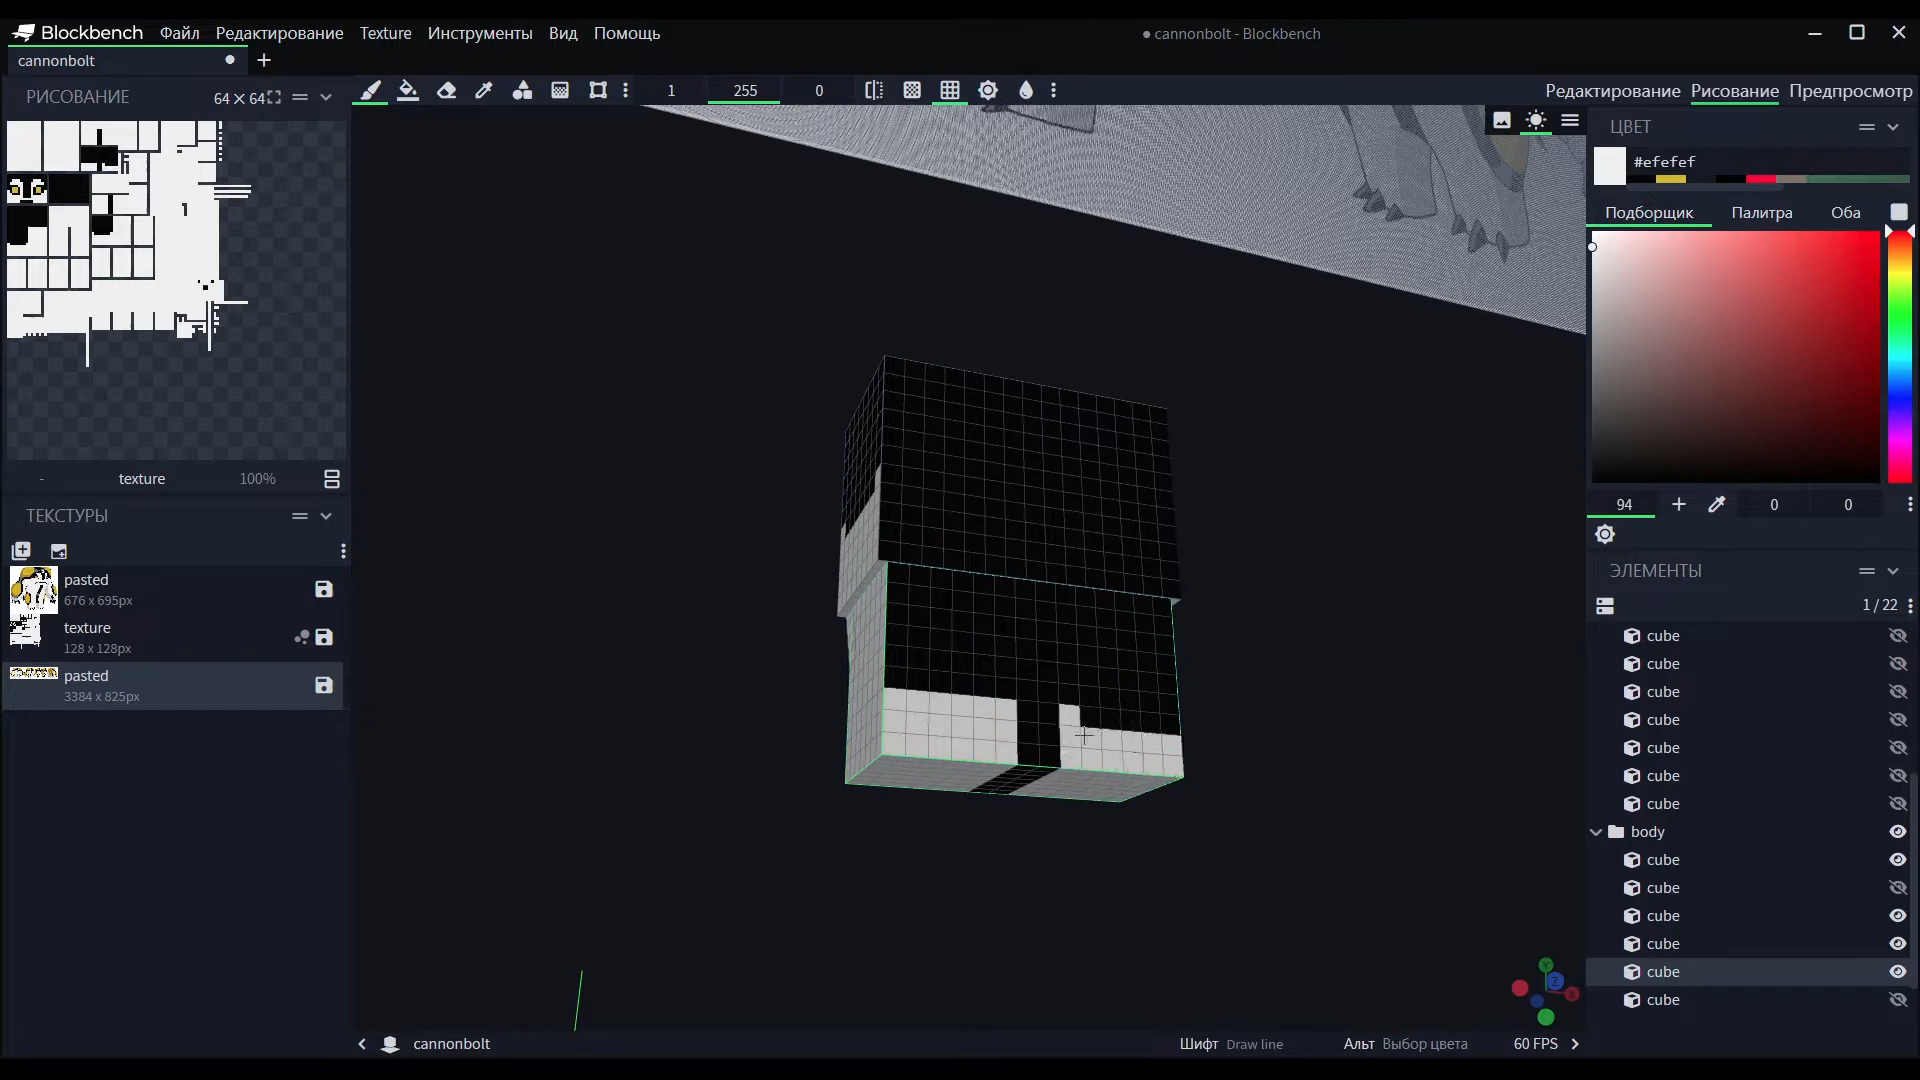 Blockbench Файл Редактирование Texture Инструменты Вид Помощь
cannonbolt - Blockbench
cannonbolt
РИСОВАНИЕ 64 × 64
1 255 0
Редактирование Рисование Предпросмотр
ЦВЕТ
#efefef
Подборщик Палитра Оба
94 0 0
- texture 100%
ТЕКСТУРЫ
pasted
676 x 695px
texture
128 x 128px
pasted
3384 x 825px
ЭЛЕМЕНТЫ
1 / 22
cube
cube
cube
cube
cube
cube
cube
body
cube
cube
cube
cube
cube
cube
Y
Z
X
cannonbolt
Шифт Draw line Альт Выбор цвета 60 FPS